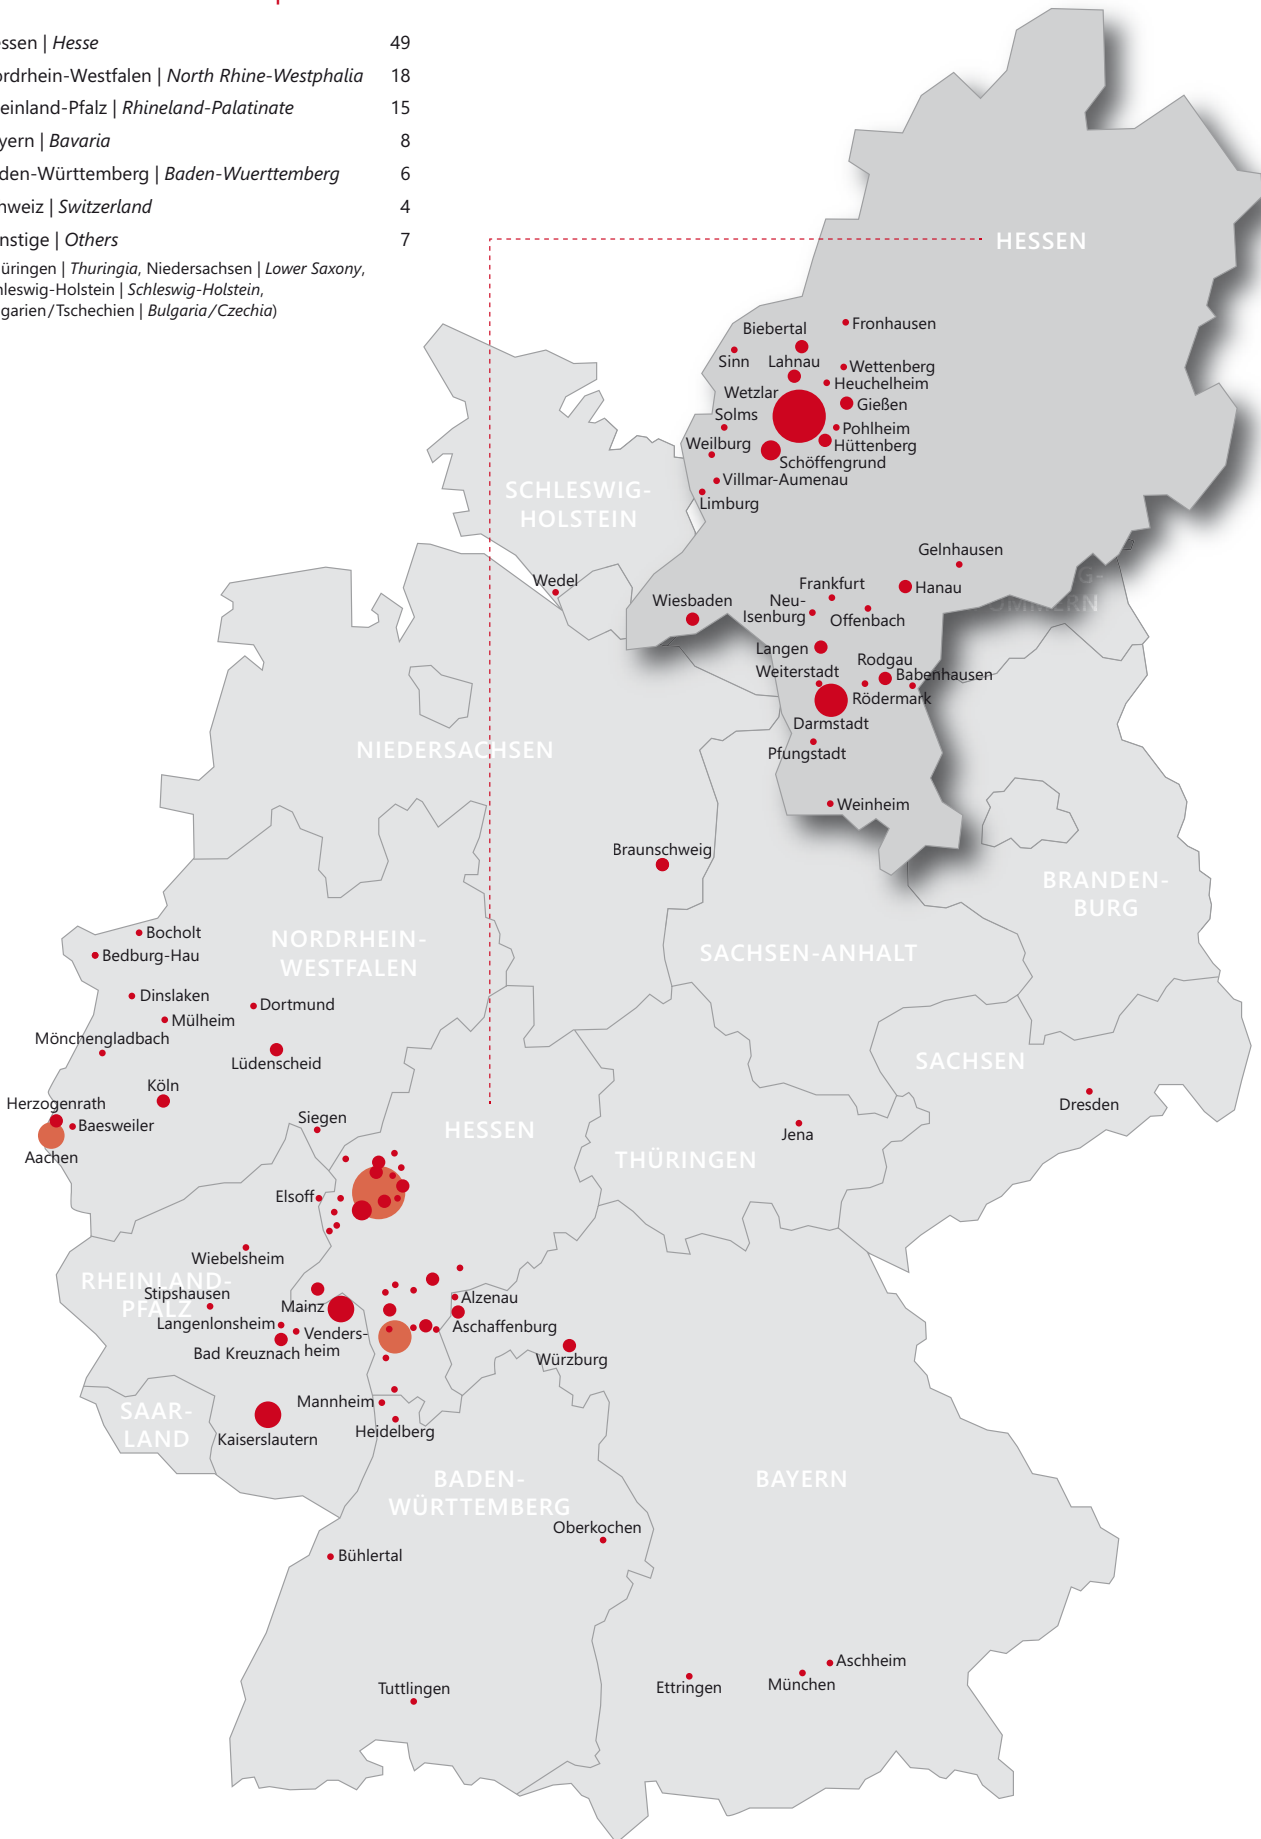 essen | Hesse 49
ordrhein-Westfalen | North Rhine-Westphalia 18
einland-Pfalz | Rhineland-Palatinate 15
yern | Bavaria 8
den-Württemberg | Baden-Wuerttemberg 6
hweiz | Switzerland 4
nstige | Others 7
üringen | Thuringia, Niedersachsen | Lower Saxony,
hleswig-Holstein | Schleswig-Holstein,
garien/Tschechien | Bulgaria/Czechia)
HESSEN
Fronhausen
Biebertal
Sinn
Lahnau
Wettenberg
Heuchelheim
Wetzlar
Gießen
Solms
Pohlheim
Hüttenberg
Weilburg
Schöffengrund
Villmar-Aumenau
Limburg
SCHLESWIG-
HOLSTEIN
Gelnhausen
Wedel
Frankfurt
Hanau
Wiesbaden
Neu-
Isenburg
Offenbach
G-
OMMERN
Langen
Rodgau
Weiterstadt
Babenhausen
Rödermark
Darmstadt
Pfungstadt
NIEDERSACHSEN
Weinheim
Braunschweig
BRANDEN-
BURG
Bocholt
NORDRHEIN-
WESTFALEN
Bedburg-Hau
SACHSEN-ANHALT
Dinslaken
Dortmund
Mülheim
Mönchengladbach
Lüdenscheid
SACHSEN
Köln
Herzogenrath
Dresden
Baesweiler
Siegen
HESSEN
Jena
Aachen
THÜRINGEN
Elsoff
Wiebelsheim
RHEINLAND-
PFALZ
Stipshausen
Mainz
Alzenau
Langenlonsheim
Vendersheim
Aschaffenburg
Bad Kreuznach
Würzburg
Mannheim
SAAR-
LAND
Kaiserslautern
Heidelberg
BADEN-
WÜRTTEMBERG
BAYERN
Oberkochen
Bühlertal
Aschheim
Ettringen
München
Tuttlingen